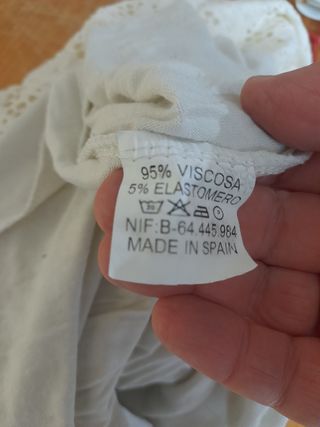 95% VISCOSA
5% ELASTOMERO
NIF:B-64.445.984
MADE IN SPAIN